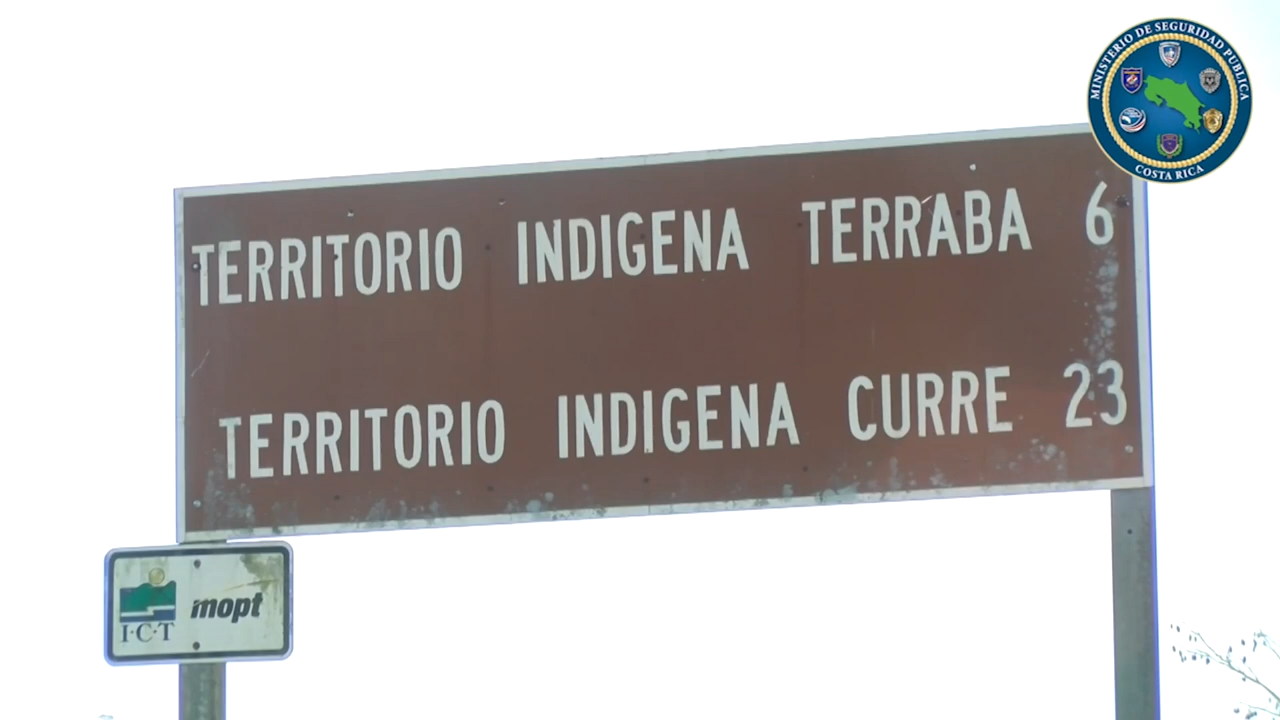 MINISTERIO DE SEGURIDAD PUBLICA
COSTA RICA
TERRITORIO INDIGENA TERRABA 6
TERRITORIO INDIGENA CURRE 23
I·C·T
mopt